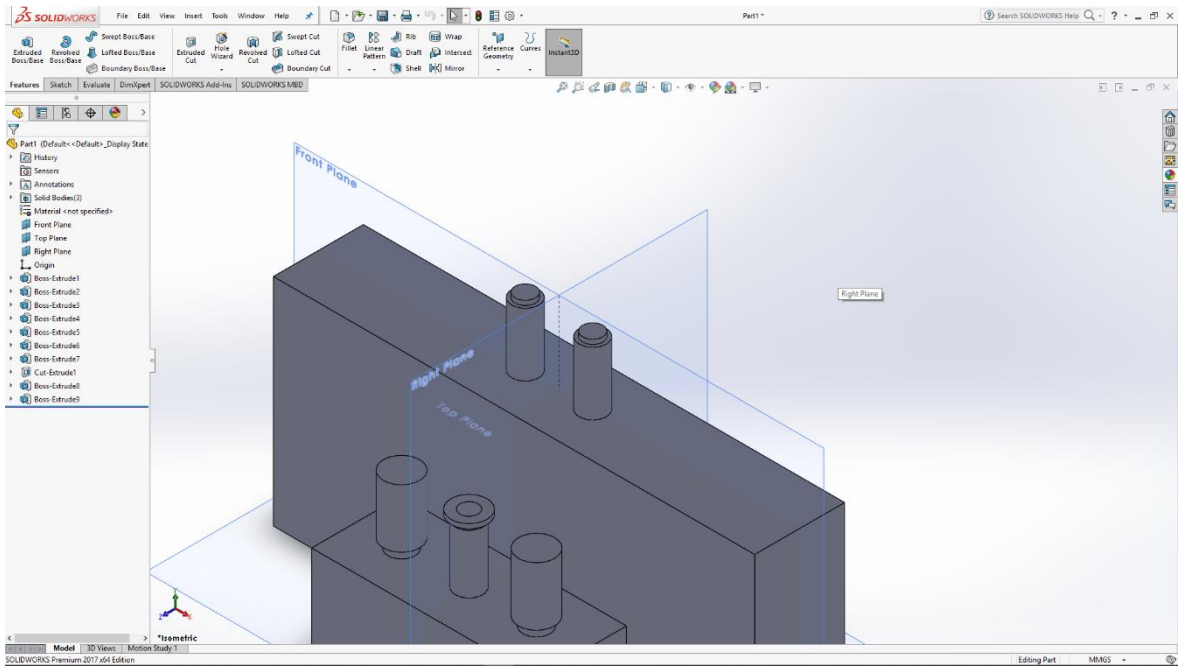 SOLIDWORKS File Edit View Insert Tools Window Help Part1 * Search SOLIDWORKS Help
Extruded Boss/Base
Revolved Boss/Base
Swept Boss/Base
Lofted Boss/Base
Boundary Boss/Base
Extruded Cut
Hole Wizard
Revolved Cut
Swept Cut
Lofted Cut
Boundary Cut
Fillet
Linear Pattern
Rib
Draft
Shell
Wrap
Intersect
Mirror
Reference Geometry
Curves
Instant3D
Features Sketch Evaluate DimXpert SOLIDWORKS Add-Ins SOLIDWORKS MBD
Part1 (Default<<Default>_Display State
History
Sensors
Annotations
Solid Bodies(3)
Material <not specified>
Front Plane
Top Plane
Right Plane
Origin
Boss-Extrude1
Boss-Extrude2
Boss-Extrude3
Boss-Extrude4
Boss-Extrude5
Boss-Extrude6
Boss-Extrude7
Cut-Extrude1
Boss-Extrude8
Boss-Extrude9
Front Plane
Right Plane
Right Plane
Top Plane
*Isometric
Model 3D Views Motion Study 1
SOLIDWORKS Premium 2017 x64 Edition Editing Part MMGS